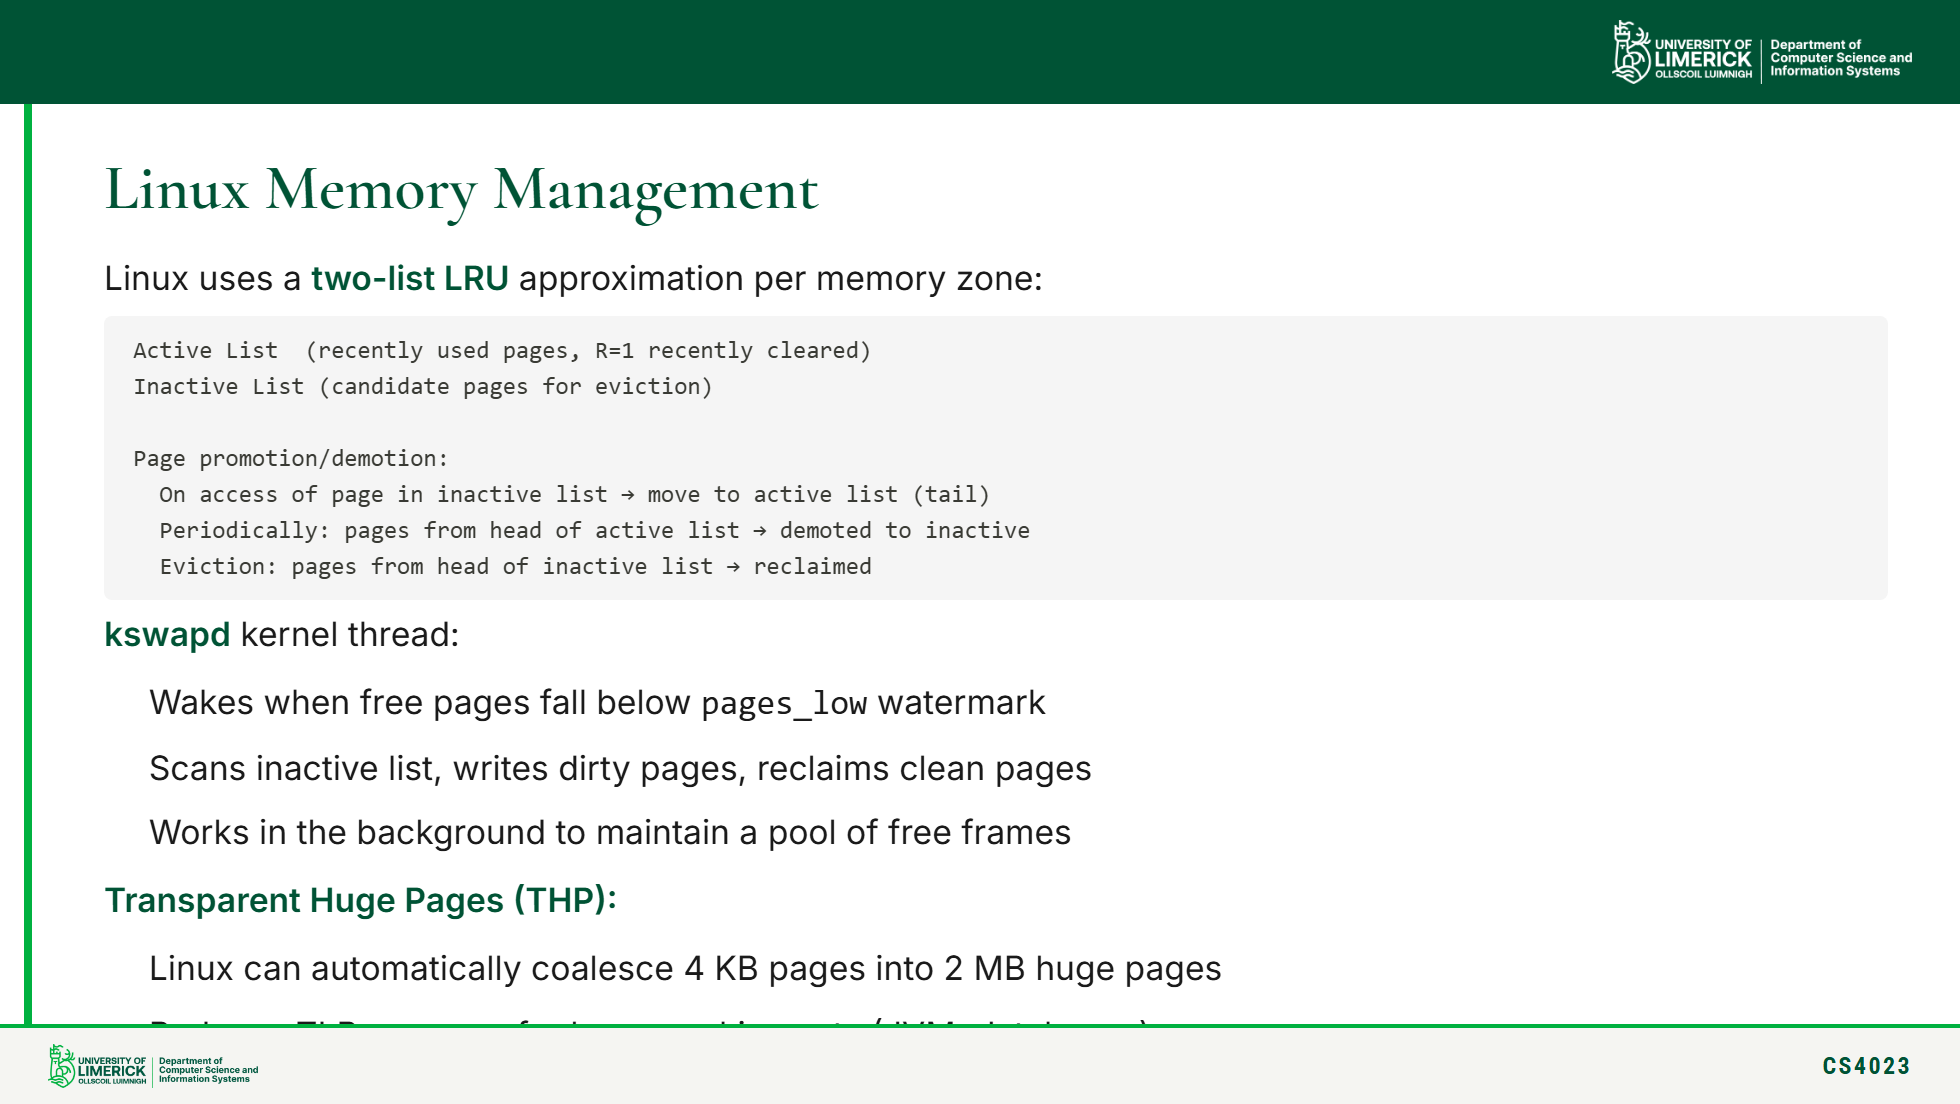 UNIVERSITY OF
LIMERICK
OLLSCOIL LUIMNIGH
Department of
Computer Science and
Information Systems
Linux Memory Management
Linux uses a two-list LRU approximation per memory zone:
Active List  (recently used pages, R=1 recently cleared)
Inactive List (candidate pages for eviction)
Page promotion/demotion:
On access of page in inactive list → move to active list (tail)
Periodically: pages from head of active list → demoted to inactive
Eviction: pages from head of inactive list → reclaimed
kswapd kernel thread:
Wakes when free pages fall below pages_low watermark
Scans inactive list, writes dirty pages, reclaims clean pages
Works in the background to maintain a pool of free frames
Transparent Huge Pages (THP):
Linux can automatically coalesce 4 KB pages into 2 MB huge pages
UNIVERSITY OF
LIMERICK
OLLSCOIL LUIMNIGH
Department of
Computer Science and
Information Systems
CS4023